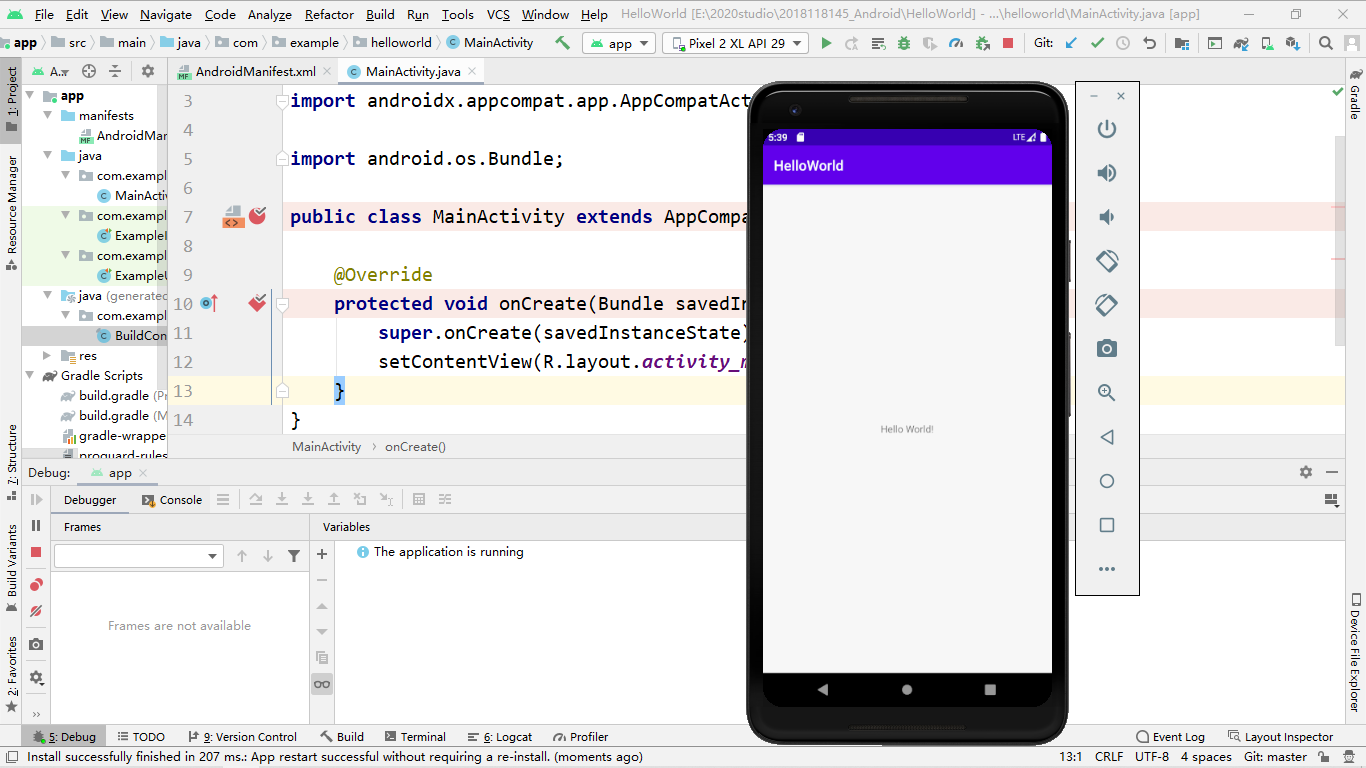 File Edit View Navigate Code Analyze Refactor Build Run Tools VCS Window Help HelloWorld [E:\2020studio\2018118145_Android\HelloWorld] - ...\helloworld\MainActivity.java [app]
app src main java com example helloworld MainActivity app Pixel 2 XL API 29 Git:
1: Project
Resource Manager
Z: Structure
Build Variants
2: Favorites
A.. AndroidManifest.xml MainActivity.java
app
manifests
AndroidMar
java
com.exampl
MainActiv
com.exampl
ExampleI
com.exampl
ExampleU
java (generated
com.exampl
BuildCon
res
Gradle Scripts
build.gradle (Pr
build.gradle (M
gradle-wrappe
proguard-rules
3 import androidx.appcompat.app.AppCompatAct
4
5 import android.os.Bundle;
6
7 public class MainActivity extends AppCompa
8
9 @Override
10 protected void onCreate(Bundle savedIn
11 super.onCreate(savedInstanceState)
12 setContentView(R.layout.activity_m
13 }
14 }
MainActivity onCreate()
5:39 LTE
HelloWorld
Hello World!
Gradle
Device File Explorer
Debug: app
Debugger Console
Frames Variables
The application is running
Frames are not available
5: Debug TODO 9: Version Control Build Terminal 6: Logcat Profiler Event Log Layout Inspector
Install successfully finished in 207 ms.: App restart successful without requiring a re-install. (moments ago) 13:1 CRLF UTF-8 4 spaces Git: master